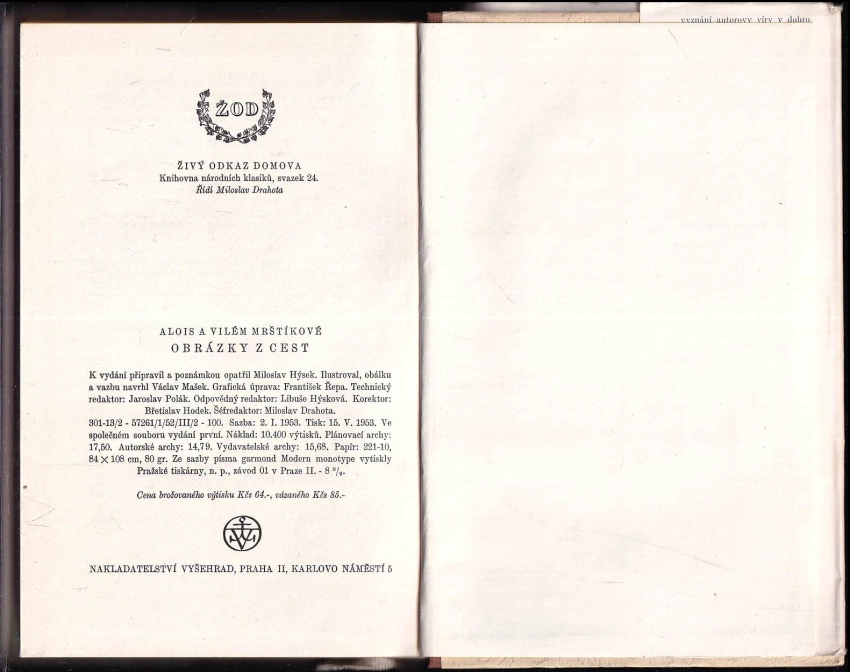 ŽOD
ŽIVÝ ODKAZ DOMOVA
Knihovna národních klasiků, svazek 24.
Řídí Miloslav Drahota
ALOIS A VILÉM MRŠTÍKOVÉ
OBRÁZKY Z CEST
K vydání připravil a poznámkou opatřil Miloslav Hýsek. Ilustroval, obálku
a vazbu navrhl Václav Mašek. Grafická úprava: František Řepa. Technický
redaktor: Jaroslav Polák. Odpovědný redaktor: Libuše Hýsková. Korektor:
Břetislav Hodek. Šéfredaktor: Miloslav Drahota.
301-13/2 - 57261/1/52/III/2 - 100. Sazba: 2. I. 1953. Tisk: 15. V. 1953. Ve
společném souboru vydání první. Náklad: 10.400 výtisků. Plánovací archy:
17,50. Autorské archy: 14,79. Vydavatelské archy: 15,68. Papír: 221-10,
84 × 108 cm, 80 gr. Ze sazby písma garmond Modern monotype vytiskly
Pražské tiskárny, n. p., závod 01 v Praze II. - 8 %.
Cena brožovaného výtisku Kčs 64.-, vázaného Kčs 85.-
NAKLADATELSTVÍ VYŠEHRAD, PRAHA II, KARLOVO NÁMĚSTÍ 5
vyznání autorovy víry v dobro,